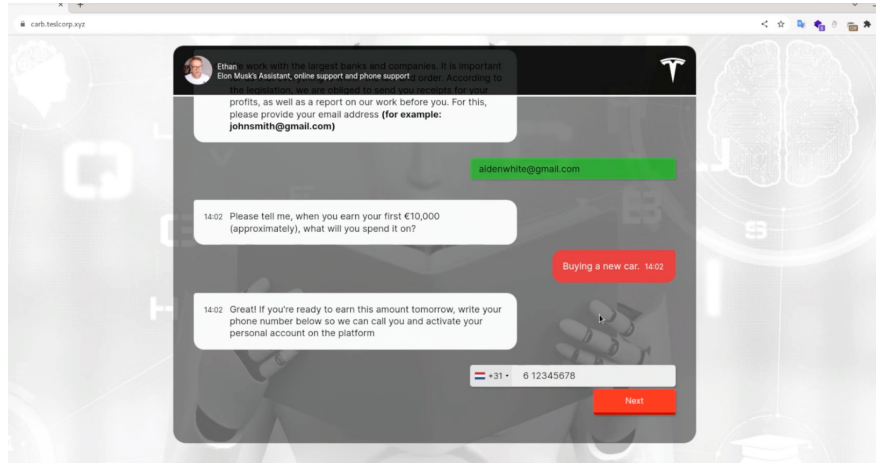 carb.teslcorp.xyz
Ethan
Elon Musk's Assistant, online support and phone support
work with the largest banks and companies. It is important
order. According to
the legislation, we are obliged to send you receipts for your
profits, as well as a report on our work before you. For this,
please provide your email address (for example:
johnsmith@gmail.com)
aidenwhite@gmail.com
14:02 Please tell me, when you earn your first €10,000
(approximately), what will you spend it on?
Buying a new car. 14:02
14:02 Great! If you're ready to earn this amount tomorrow, write your
phone number below so we can call you and activate your
personal account on the platform
+31 6 12345678
Next